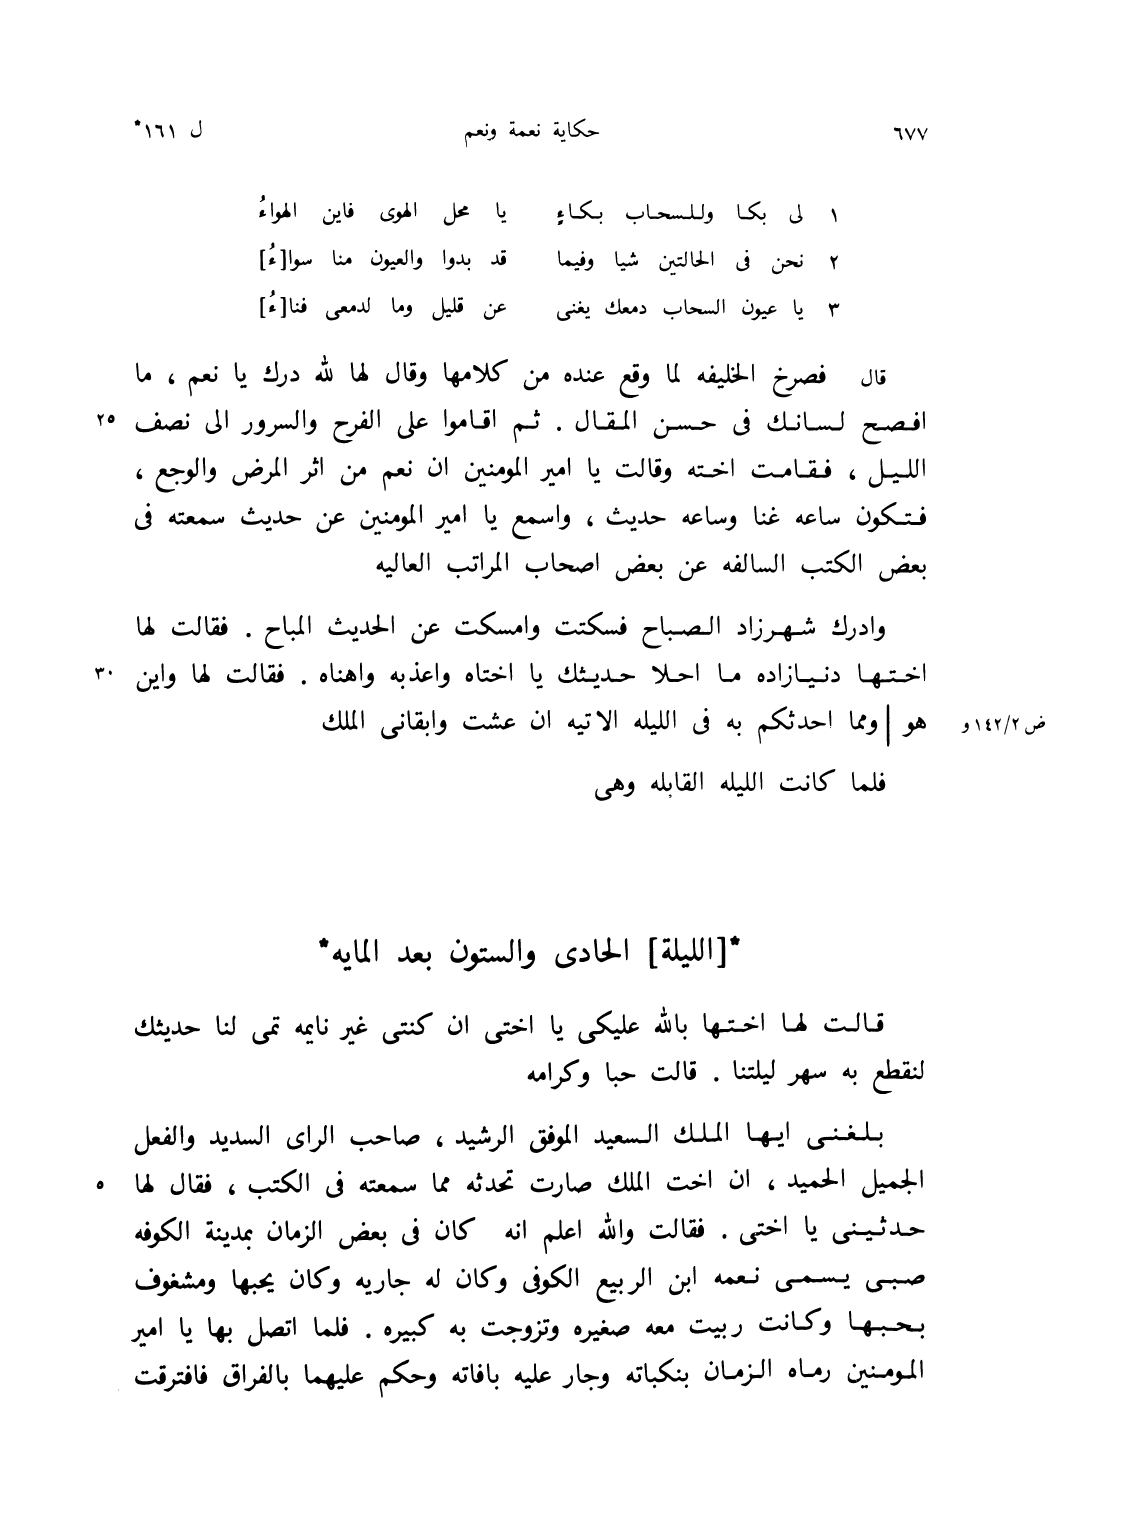 ٦٧٧ حكاية نعمة ونعم ل ١٦١*
١ لى بكا وللسحاب بكاءٍ يا محل الهوى فاين الهواءُ
٢ نحن فى الحالتين شيا وفيما قد بدوا والعيون منا سوا[ءُ]
٣ يا عيون السحاب دمعك يغنى عن قليل وما لدمعى فنا[ءُ]
قال فصرخ الخليفه لما وقع عنده من كلامها وقال لها لله درك يا نعم ، ما
افصح لسانك فى حسن المقال . ثم اقاموا على الفرح والسرور الى نصف ٢٥
الليل ، فقامت اخته وقالت يا امير المومنين ان نعم من اثر المرض والوجع ،
فتكون ساعه غنا وساعه حديث ، واسمع يا امير المومنين عن حديث سمعته فى
بعض الكتب السالفه عن بعض اصحاب المراتب العاليه
وادرك شهرزاد الصباح فسكتت وامسكت عن الحديث المباح . فقالت لها
اختها دنيازاده ما احلا حديثك يا اختاه واعذبه واهناه . فقالت لها واين ٣٠
ض ١٤٢/٢ و هو | ومما احدثكم به فى الليله الاتيه ان عشت وابقانى الملك
فلما كانت الليله القابله وهى
*[الليلة] الحادى والستون بعد المايه*
قالت لها اختها بالله عليكى يا اختى ان كنتى غير نايمه تمى لنا حديثك
لنقطع به سهر ليلتنا . قالت حبا وكرامه
بلغنى ايها الملك السعيد الموفق الرشيد ، صاحب الراى السديد والفعل
الجميل الحميد ، ان اخت الملك صارت تحدثه مما سمعته فى الكتب ، فقال لها ٥
حدثينى يا اختى . فقالت والله اعلم انه كان فى بعض الزمان بمدينة الكوفه
صبى يسمى نعمه ابن الربيع الكوفى وكان له جاريه وكان يحبها ومشغوف
بحبها وكانت ربيت معه صغيره وتزوجت به كبيره . فلما اتصل بها يا امير
المومنين رماه الزمان بنكباته وجار عليه بافاته وحكم عليهما بالفراق فافترقت